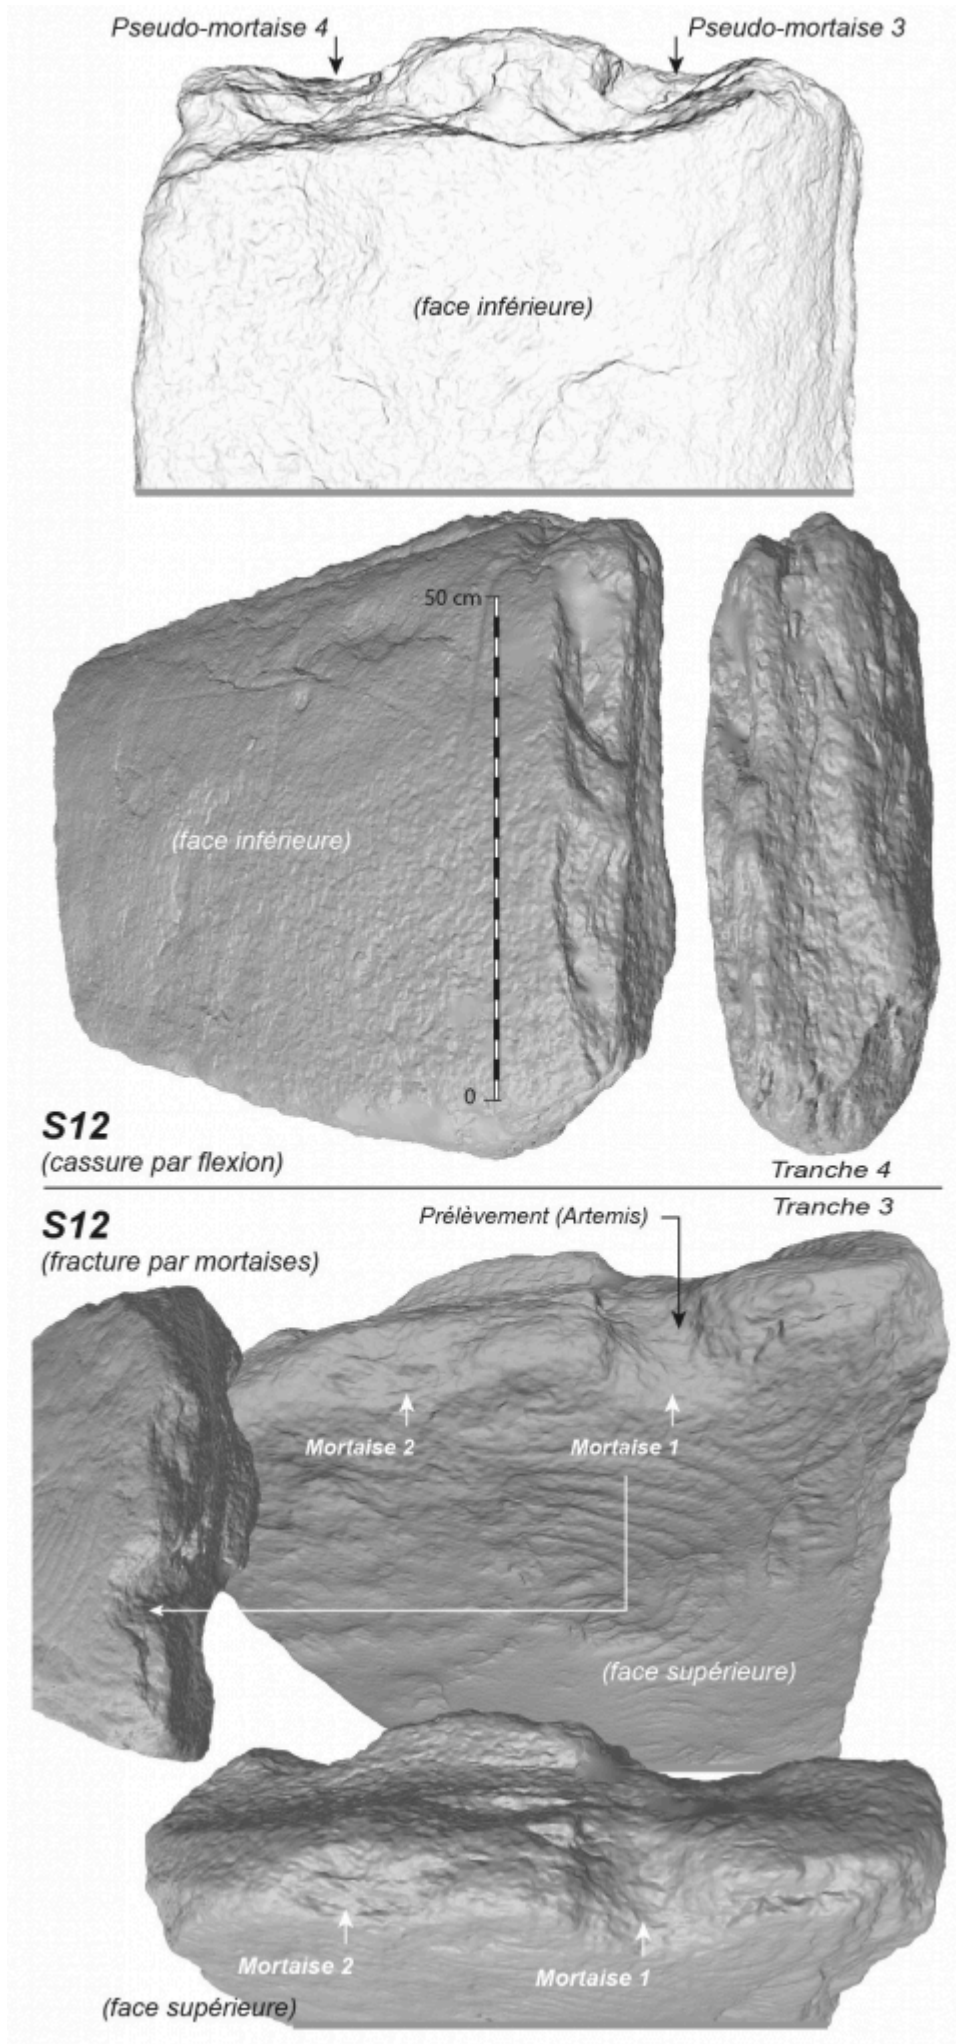 Pseudo-mortaise 4
Pseudo-mortaise 3
(face inférieure)
50 cm
(face inférieure)
0
S12
(cassure par flexion)
Tranche 4
Tranche 3
S12
(fracture par mortaises)
Prélèvement (Artemis)
Mortaise 2
Mortaise 1
(face supérieure)
Mortaise 2
Mortaise 1
(face supérieure)